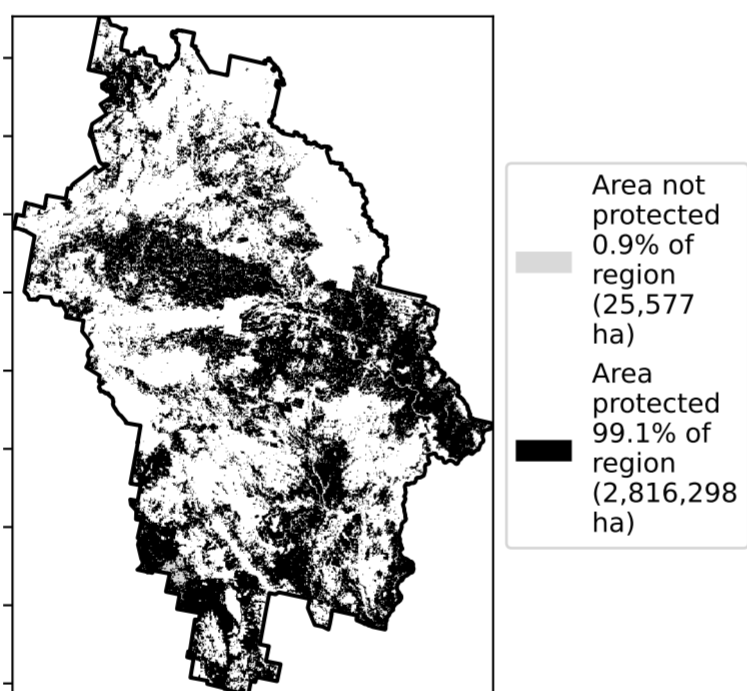 Area not
protected
0.9% of
region
(25,577
ha)
Area
protected
99.1% of
region
(2,816,298
ha)